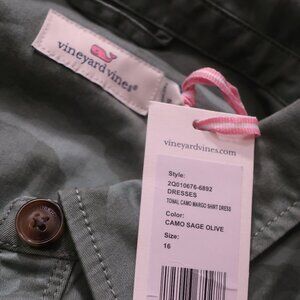 vineyard vines®
vineyardvines.com
Style:
2Q010676-6892
DRESSES
TONAL CAMO MARGO SHIRT DRESS
Color:
CAMO SAGE OLIVE
Size:
16